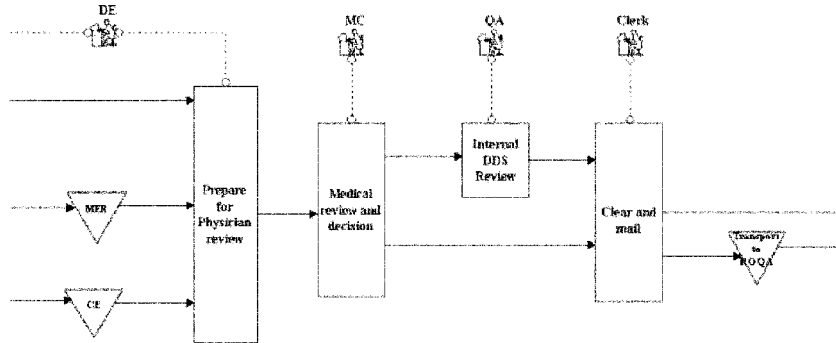 DE
MC
QA
Clerk
MER
CE
Prepare
for
Physician
review
Medical
review and
decision
Internal
DDS
Review
Clear and
mail
Transport
to
ROQA